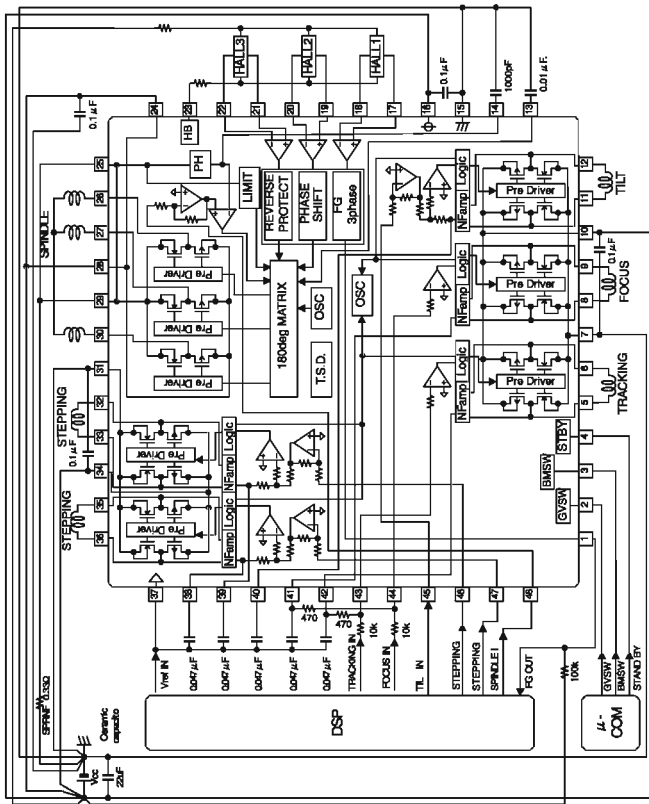 HALL3
HALL2
HALL1
0.1μF
0.1μF
1000pF
0.01μF.
24
23
22
21
20
19
18
17
16
15
14
13
HB
PH
LIMIT
REVERSE
PROTECT
PHASE
SHIFT
FG
3phase
NFamp
Logic
Pre Driver
12
11
TILT
10
0.1μF
NFamp
Logic
Pre Driver
9
8
FOCUS
7
NFamp
Logic
Pre Driver
6
5
TRACKING
25
26
27
28
29
30
SPINDLE
Pre Driver
Pre Driver
Pre Driver
180deg MATRIX
OSC
T.S.D.
OSC
31
32
33
34
35
36
STEPPING
0.1μF
STEPPING
Pre Driver
Pre Driver
NFamp
Logic
NFamp
Logic
STBY
4
BMSW
3
GVSW
2
1
37
38
39
40
41
42
43
44
45
46
47
48
470
470
10k
10k
100k
Vref IN
0.047μF
0.047μF
0.047μF
0.047μF
TRACKING IN
FOCUS IN
TIL IN
STEPPING
STEPPING
SPINDLE I
FG OUT
GVSW
BMSW
STAND BY
DSP
μ-
COM
SPRNF 0.33Ω
Ceramic
capacito
Vcc
22uF